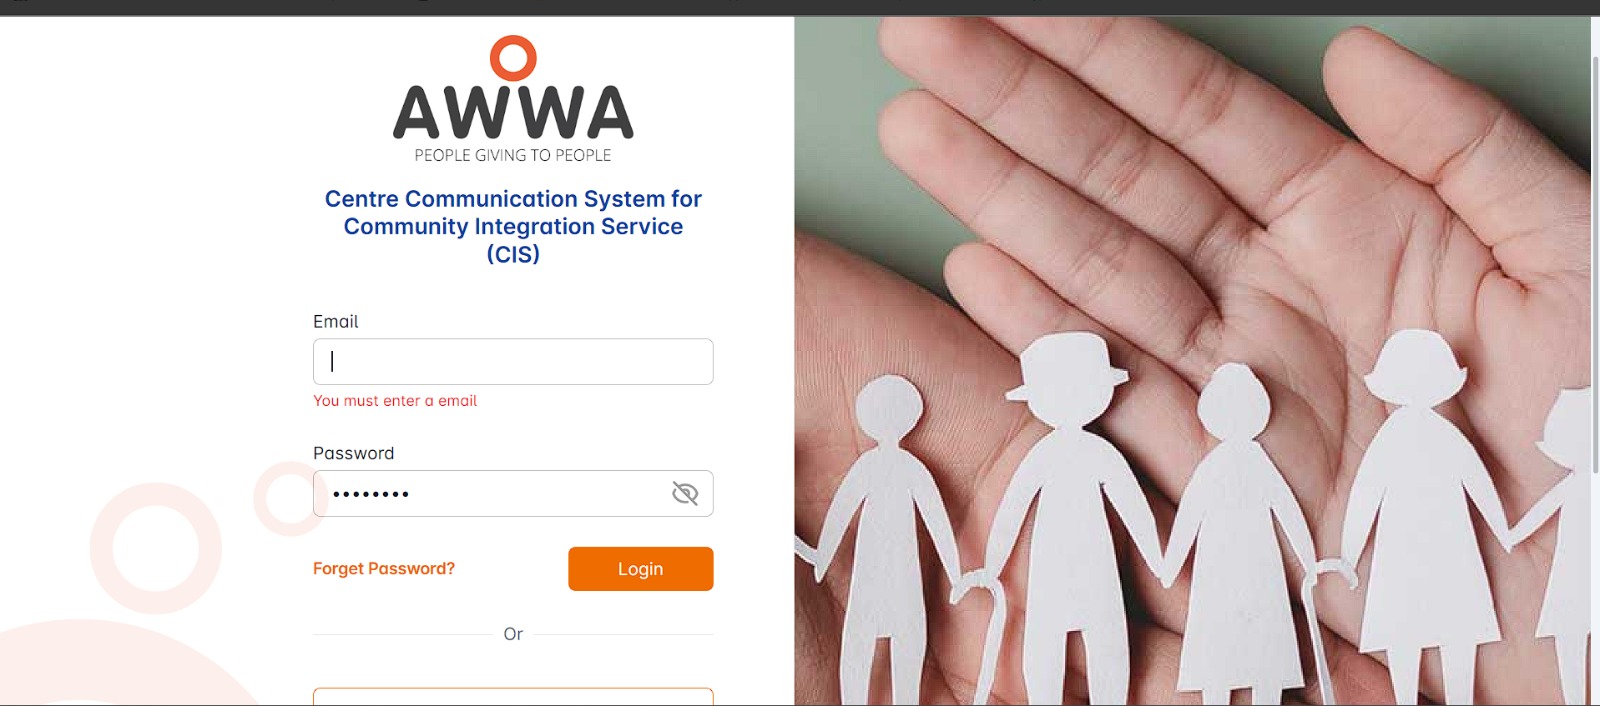 AWWA
PEOPLE GIVING TO PEOPLE
Centre Communication System for
Community Integration Service
(CIS)
Email
You must enter a email
Password
••••••••
Forget Password?
Login
Or